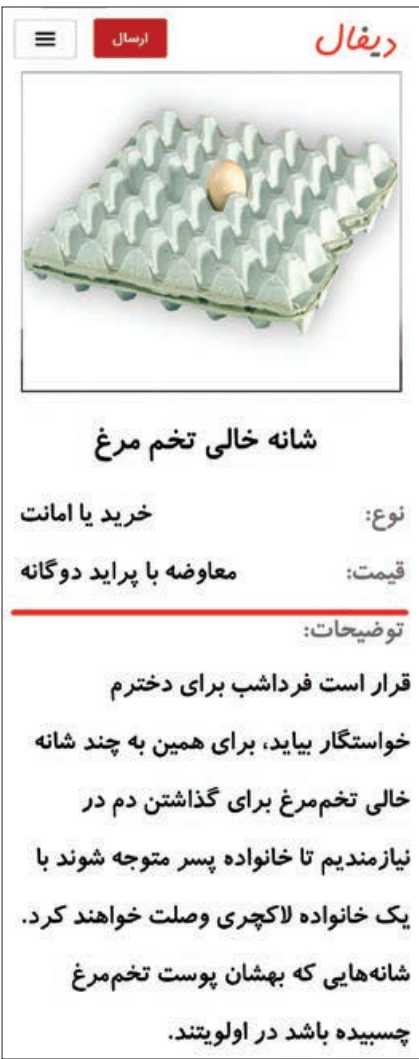 دیفال
ارسال
شانه خالی تخم مرغ
نوع: خرید یا امانت
قیمت: معاوضه با پراید دوگانه
توضیحات:
قرار است فرداشب برای دخترم
خواستگار بیاید، برای همین به چند شانه
خالی تخم‌مرغ برای گذاشتن دم در
نیازمندیم تا خانواده پسر متوجه شوند با
یک خانواده لاکچری وصلت خواهند کرد.
شانه‌هایی که بهشان پوست تخم‌مرغ
چسبیده باشد در اولویتند.